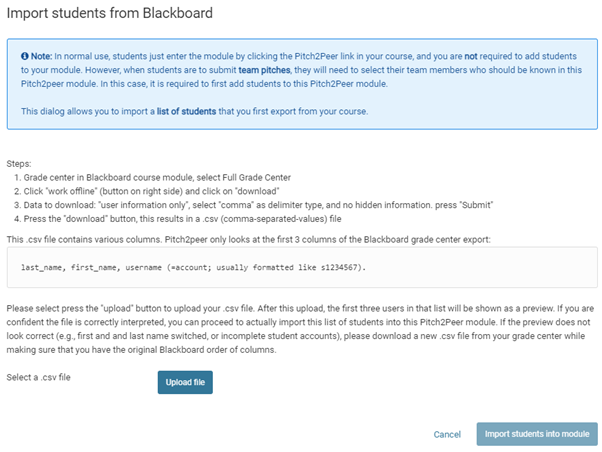 Import students from Blackboard
Note: In normal use, students just enter the module by clicking the Pitch2Peer link in your course, and you are not required to add students
to your module. However, when students are to submit team pitches, they will need to select their team members who should be known in this
Pitch2peer module. In this case, it is required to first add students to this Pitch2Peer module.
This dialog allows you to import a list of students that you first export from your course.
Steps:
1. Grade center in Blackboard course module, select Full Grade Center
2. Click "work offline" (button on right side) and click on "download"
3. Data to download: "user information only", select "comma" as delimiter type, and no hidden information. press "Submit"
4. Press the "download" button, this results in a .csv (comma-separated-values) file
This .csv file contains various columns. Pitch2peer only looks at the first 3 columns of the Blackboard grade center export:
last_name, first_name, username (=account; usually formatted like s1234567).
Please select press the "upload" button to upload your .csv file. After this upload, the first three users in that list will be shown as a preview. If you are
confident the file is correctly interpreted, you can proceed to actually import this list of students into this Pitch2Peer module. If the preview does not
look correct (e.g., first and and last name switched, or incomplete student accounts), please download a new .csv file from your grade center while
making sure that you have the original Blackboard order of columns.
Select a .csv file
Upload file
Cancel
Import students into module